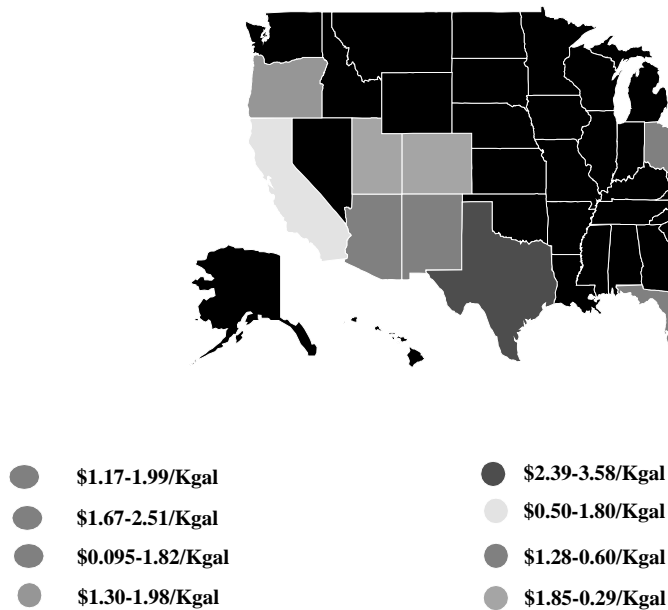 $1.17-1.99/Kgal
$1.67-2.51/Kgal
$0.095-1.82/Kgal
$1.30-1.98/Kgal
$2.39-3.58/Kgal
$0.50-1.80/Kgal
$1.28-0.60/Kgal
$1.85-0.29/Kgal